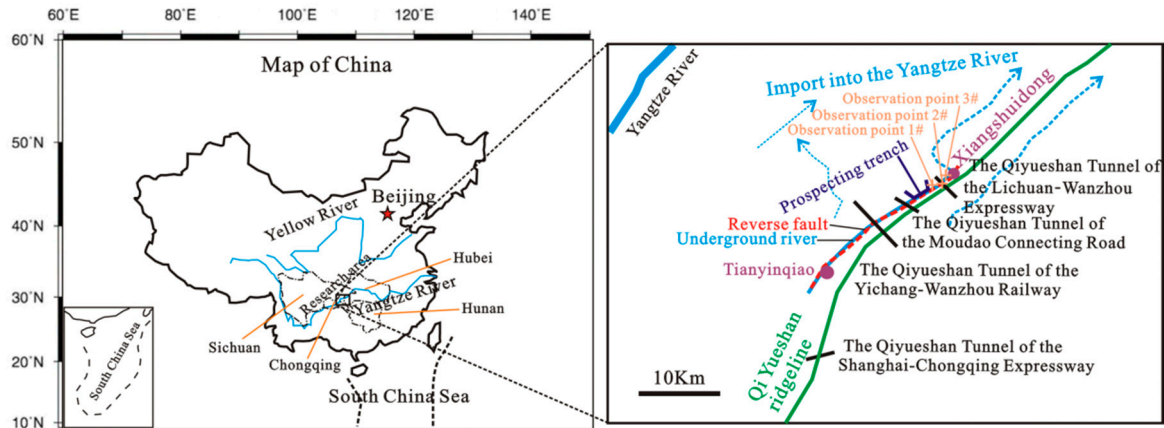 60°E
80°E
100°E
120°E
140°E
60°N
50°N
40°N
30°N
20°N
10°N
Map of China
Beijing
Yellow River
Research area
Hubei
Yangtze River
Hunan
Sichuan
Chongqing
South China Sea
South China Sea
Yangtze River
Import into the Yangtze River
Observation point 3#
Observation point 2#
Observation point 1#
Xiangshuidong
Prospecting trench
The Qiyueshan Tunnel of
the Lichuan-Wanzhou
Expressway
Reverse fault
The Qiyueshan Tunnel of
the Moudao Connecting Road
Underground river
Tianyinqiao
The Qiyueshan Tunnel of the
Yichang-Wanzhou Railway
The Qiyueshan Tunnel of the
Shanghai-Chongqing Expressway
Qi Yueshan
ridgeline
10Km